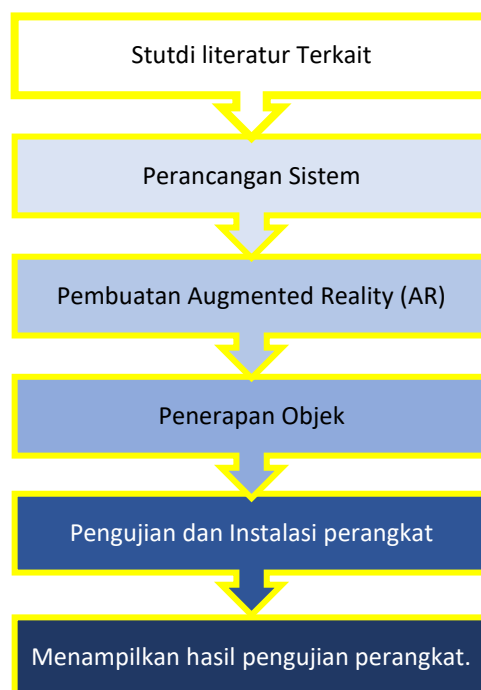 Stutdi literatur Terkait
Perancangan Sistem
Pembuatan Augmented Reality (AR)
Penerapan Objek
Pengujian dan Instalasi perangkat
Menampilkan hasil pengujian perangkat.